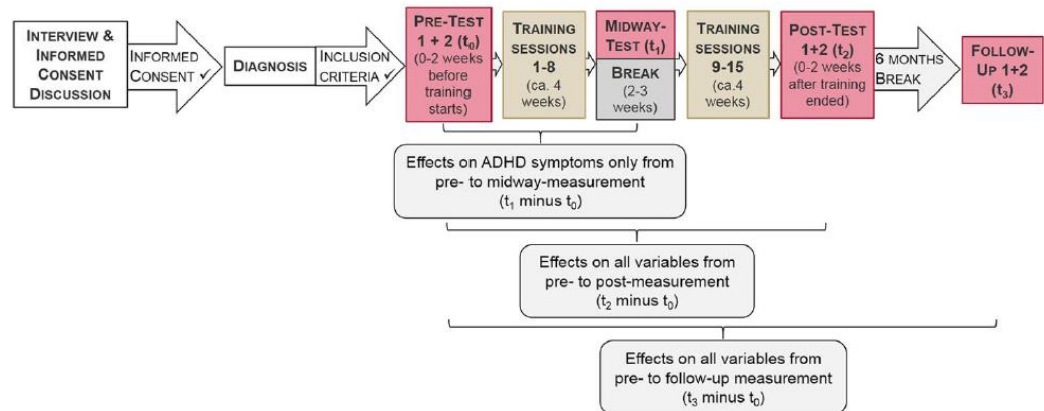 INTERVIEW &
INFORMED
CONSENT
DISCUSSION
INFORMED
CONSENT ✓
DIAGNOSIS
INCLUSION
CRITERIA ✓
PRE-TEST
1 + 2 (t₀)
(0-2 weeks
before
training
starts)
TRAINING
SESSIONS
1-8
(ca. 4
weeks)
MIDWAY-
TEST (t₁)
BREAK
(2-3
weeks)
TRAINING
SESSIONS
9-15
(ca.4
weeks)
POST-TEST
1+2 (t₂)
(0-2 weeks
after training
ended)
6 MONTHS
BREAK
FOLLOW-
UP 1+2
(t₃)
Effects on ADHD symptoms only from
pre- to midway-measurement
(t₁ minus t₀)
Effects on all variables from
pre- to post-measurement
(t₂ minus t₀)
Effects on all variables from
pre- to follow-up measurement
(t₃ minus t₀)